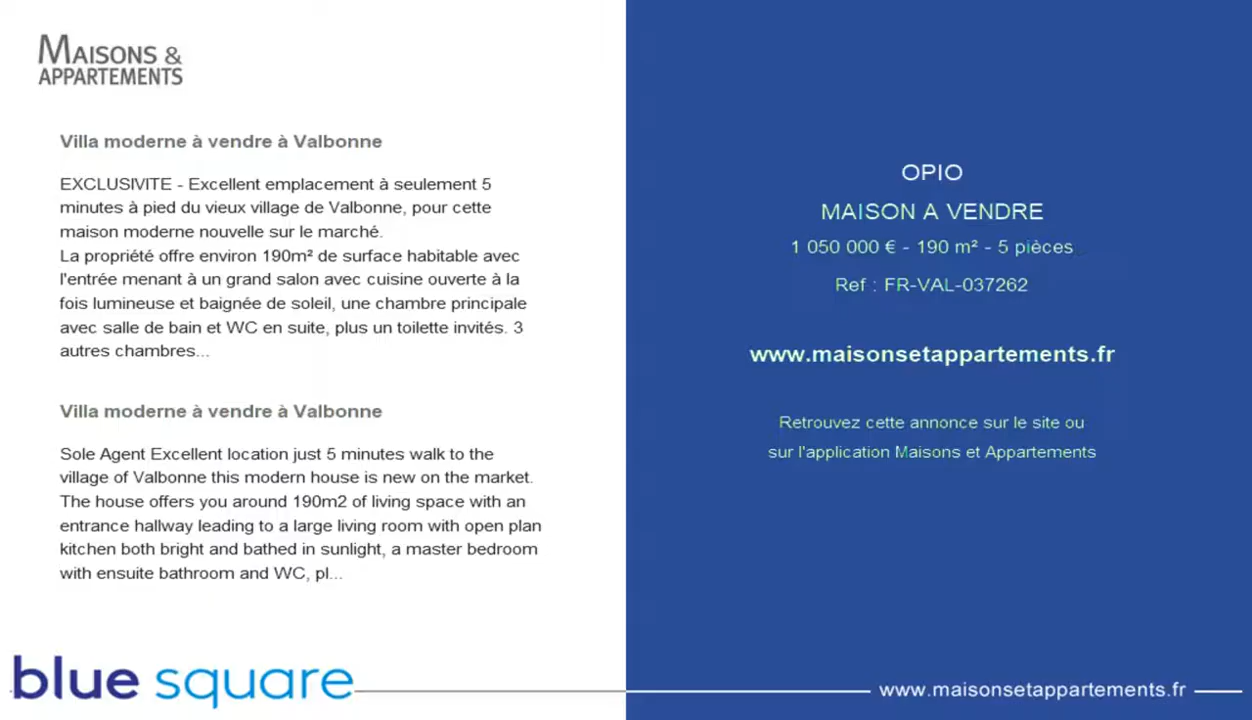 MAISONS &
APPARTEMENTS
Villa moderne à vendre à Valbonne
EXCLUSIVITE - Excellent emplacement à seulement 5
minutes à pied du vieux village de Valbonne, pour cette
maison moderne nouvelle sur le marché.
La propriété offre environ 190m² de surface habitable avec
l'entrée menant à un grand salon avec cuisine ouverte à la
fois lumineuse et baignée de soleil, une chambre principale
avec salle de bain et WC en suite, plus un toilette invités. 3
autres chambres...
Villa moderne à vendre à Valbonne
Sole Agent Excellent location just 5 minutes walk to the
village of Valbonne this modern house is new on the market.
The house offers you around 190m2 of living space with an
entrance hallway leading to a large living room with open plan
kitchen both bright and bathed in sunlight, a master bedroom
with ensuite bathroom and WC, pl...
blue square
OPIO
MAISON A VENDRE
1 050 000 € - 190 m² - 5 pièces
Ref : FR-VAL-037262
www.maisonsetappartements.fr
Retrouvez cette annonce sur le site ou
sur l'application Maisons et Appartements
www.maisonsetappartements.fr